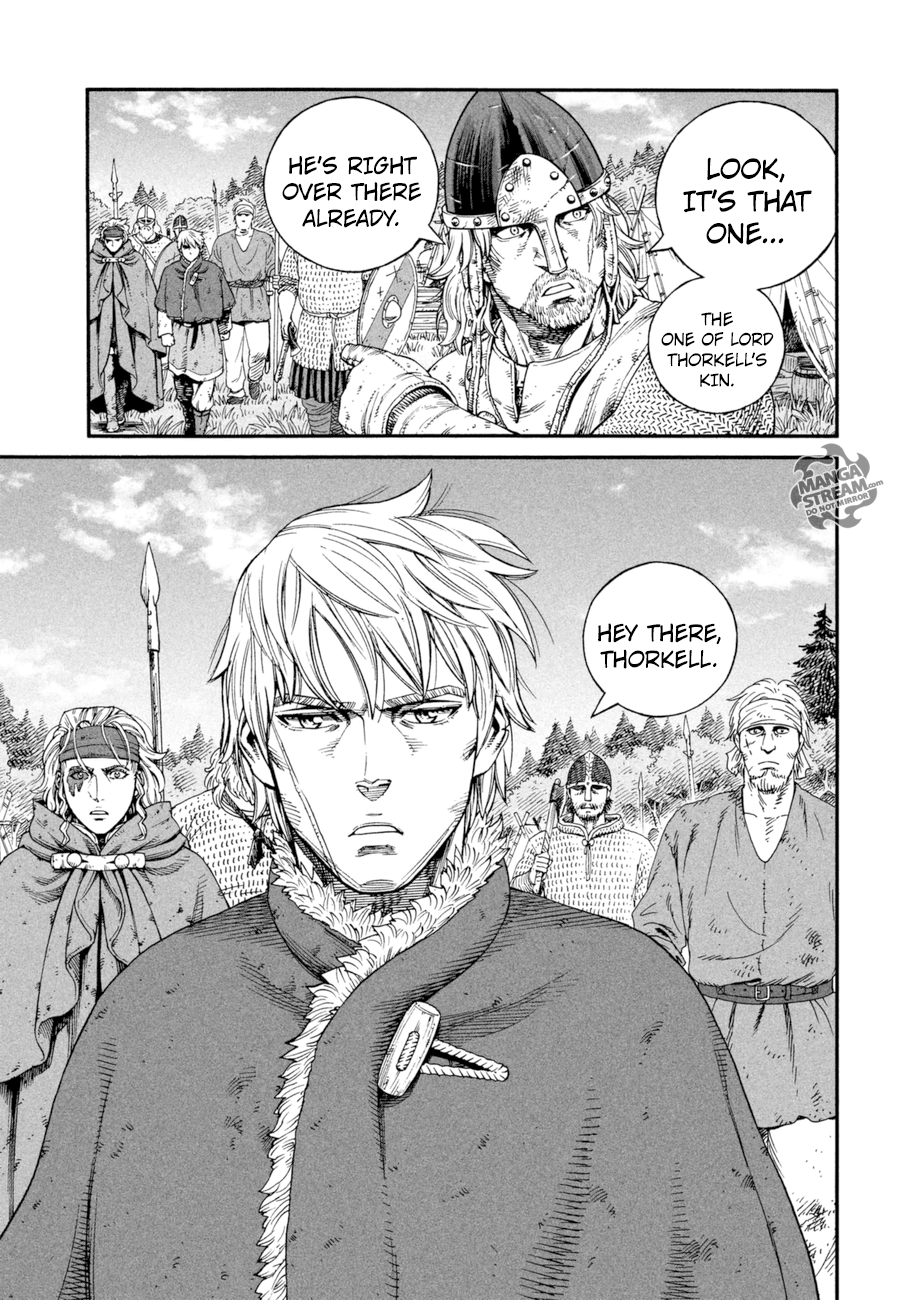 LOOK,
IT'S THAT
ONE...
THE
ONE OF LORD
THORKELL'S
KIN.
HE'S RIGHT
OVER THERE
ALREADY.
MANGA
STREAM.com
DO NOT MIRROR
HEY THERE,
THORKELL.